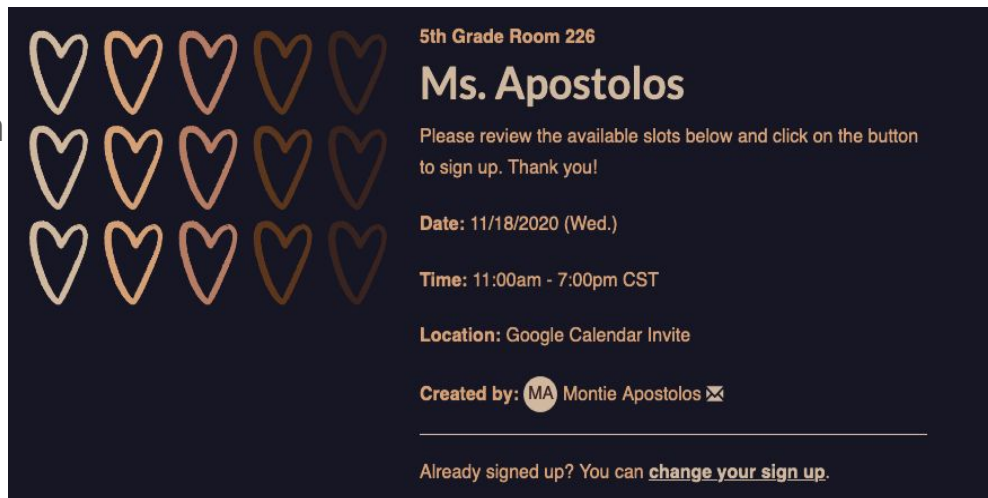 5th Grade Room 226
Ms. Apostolos
Please review the available slots below and click on the button
to sign up. Thank you!
Date: 11/18/2020 (Wed.)
Time: 11:00am - 7:00pm CST
Location: Google Calendar Invite
Created by: MA Montie Apostolos
Already signed up? You can change your sign up.